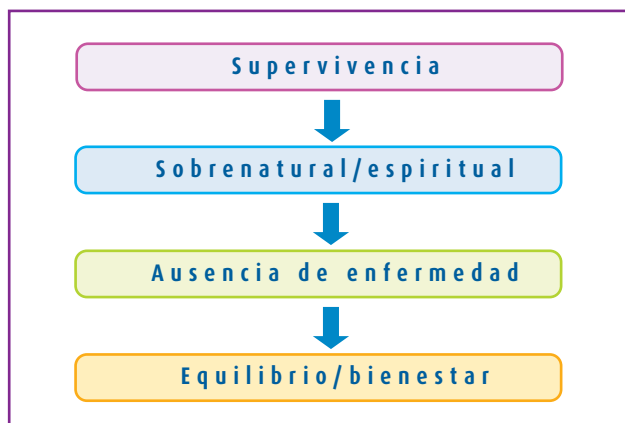 Supervivencia
Sobrenatural/espiritual
Ausencia de enfermedad
Equilibrio/bienestar